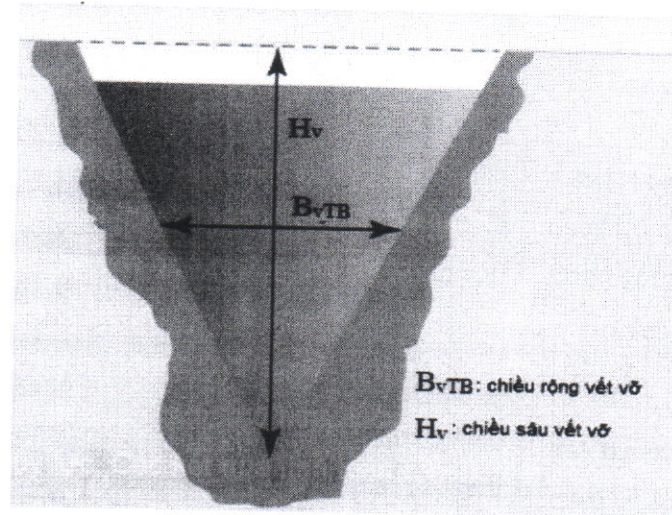 Hv
BvTB
BvTB: chiều rộng vết vỡ
Hv: chiều sâu vết vỡ